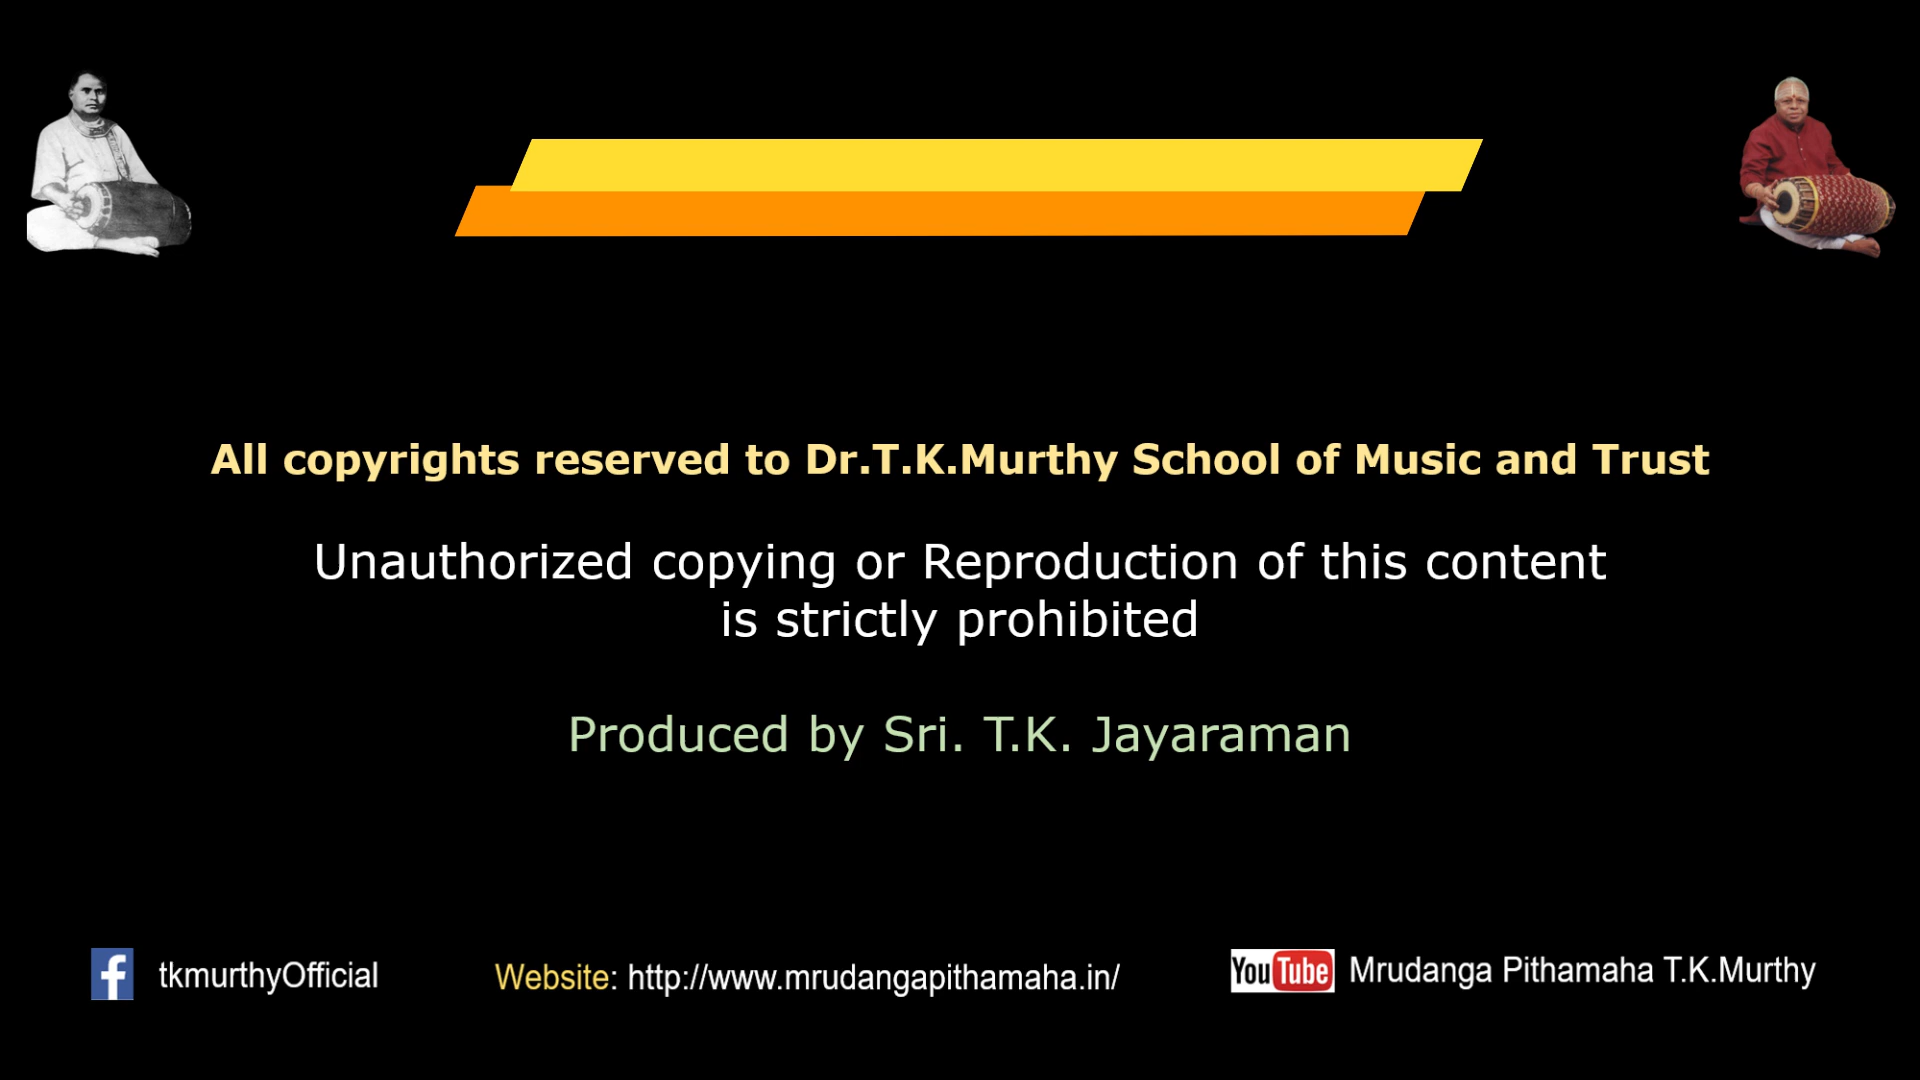 All copyrights reserved to Dr.T.K.Murthy School of Music and Trust
Unauthorized copying or Reproduction of this content
is strictly prohibited
Produced by Sri. T.K. Jayaraman
f tkmurthyOfficial
Website: http://www.mrudangapithamaha.in/
YouTube Mrudanga Pithamaha T.K.Murthy